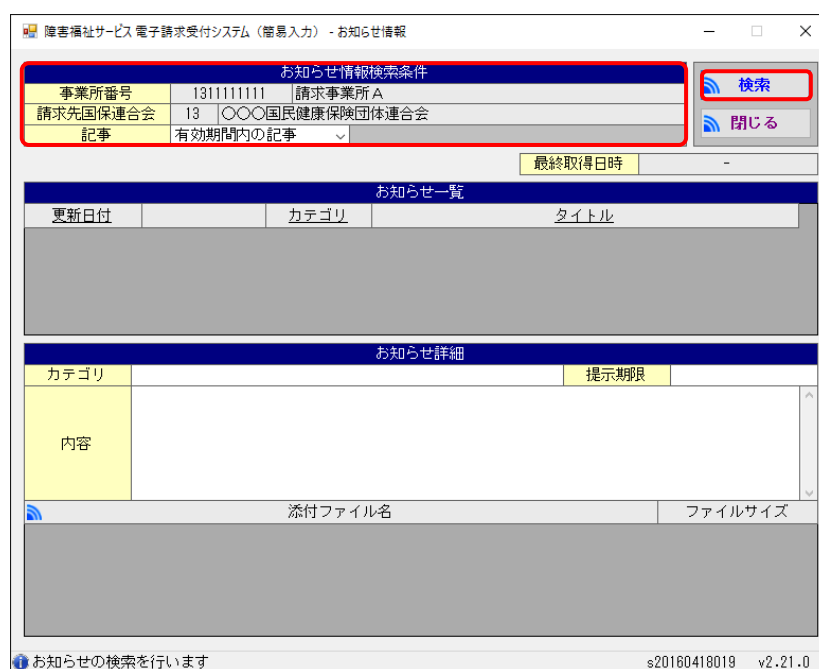 障害福祉サービス 電子請求受付システム（簡易入力） - お知らせ情報
お知らせ情報検索条件
事業所番号 1311111111 請求事業所A
請求先国保連合会 13 〇〇〇国民健康保険団体連合会
記事 有効期間内の記事
検索
閉じる
最終取得日時 -
お知らせ一覧
更新日付 カテゴリ タイトル
お知らせ詳細
カテゴリ 提示期限
内容
添付ファイル名 ファイルサイズ
お知らせの検索を行います s20160418019 v2.21.0